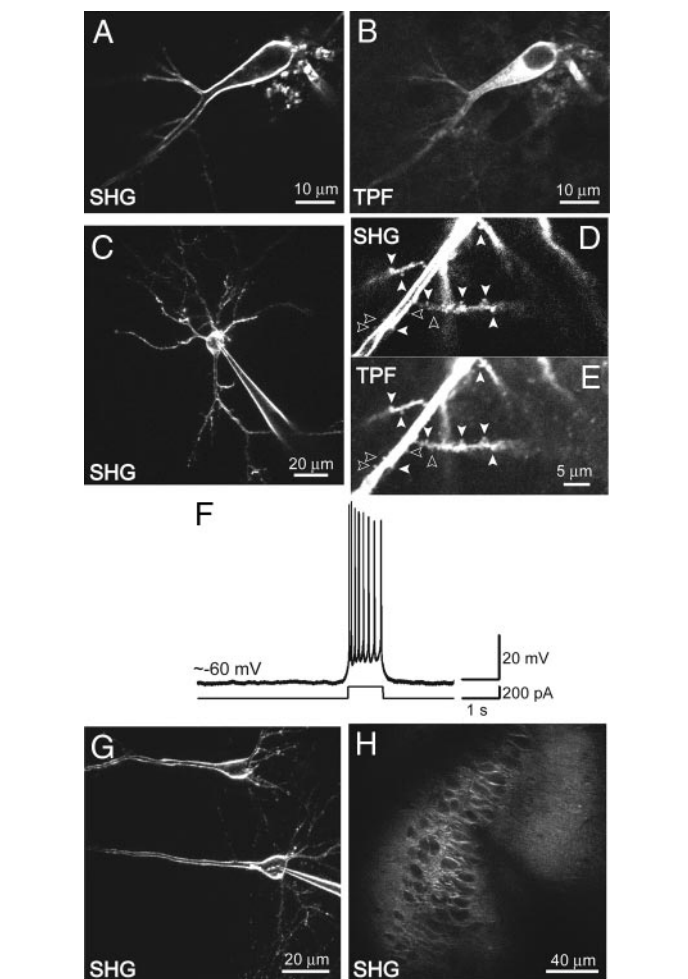 A
B
SHG
10 μm
TPF
10 μm
C
SHG
D
TPF
E
SHG
20 μm
5 μm
F
~-60 mV
20 mV
200 pA
1 s
G
H
SHG
20 μm
SHG
40 μm